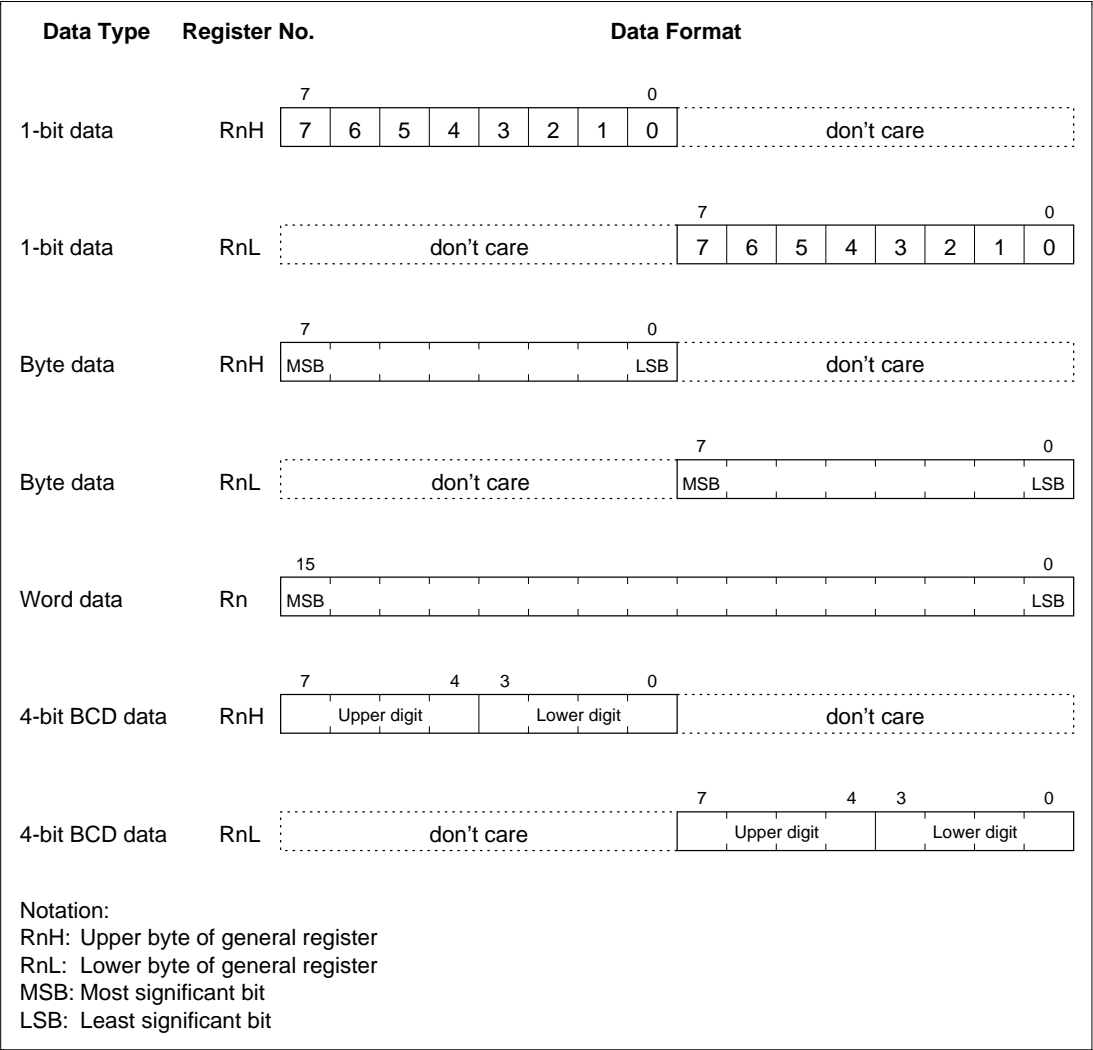 Data Type Register No. Data Format
7 0
1-bit data RnH 7 6 5 4 3 2 1 0 don't care
7 0
1-bit data RnL don't care 7 6 5 4 3 2 1 0
7 0
Byte data RnH MSB LSB don't care
7 0
Byte data RnL don't care MSB LSB
15 0
Word data Rn MSB LSB
7 4 3 0
4-bit BCD data RnH Upper digit Lower digit don't care
7 4 3 0
4-bit BCD data RnL don't care Upper digit Lower digit
Notation:
RnH: Upper byte of general register
RnL: Lower byte of general register
MSB: Most significant bit
LSB: Least significant bit